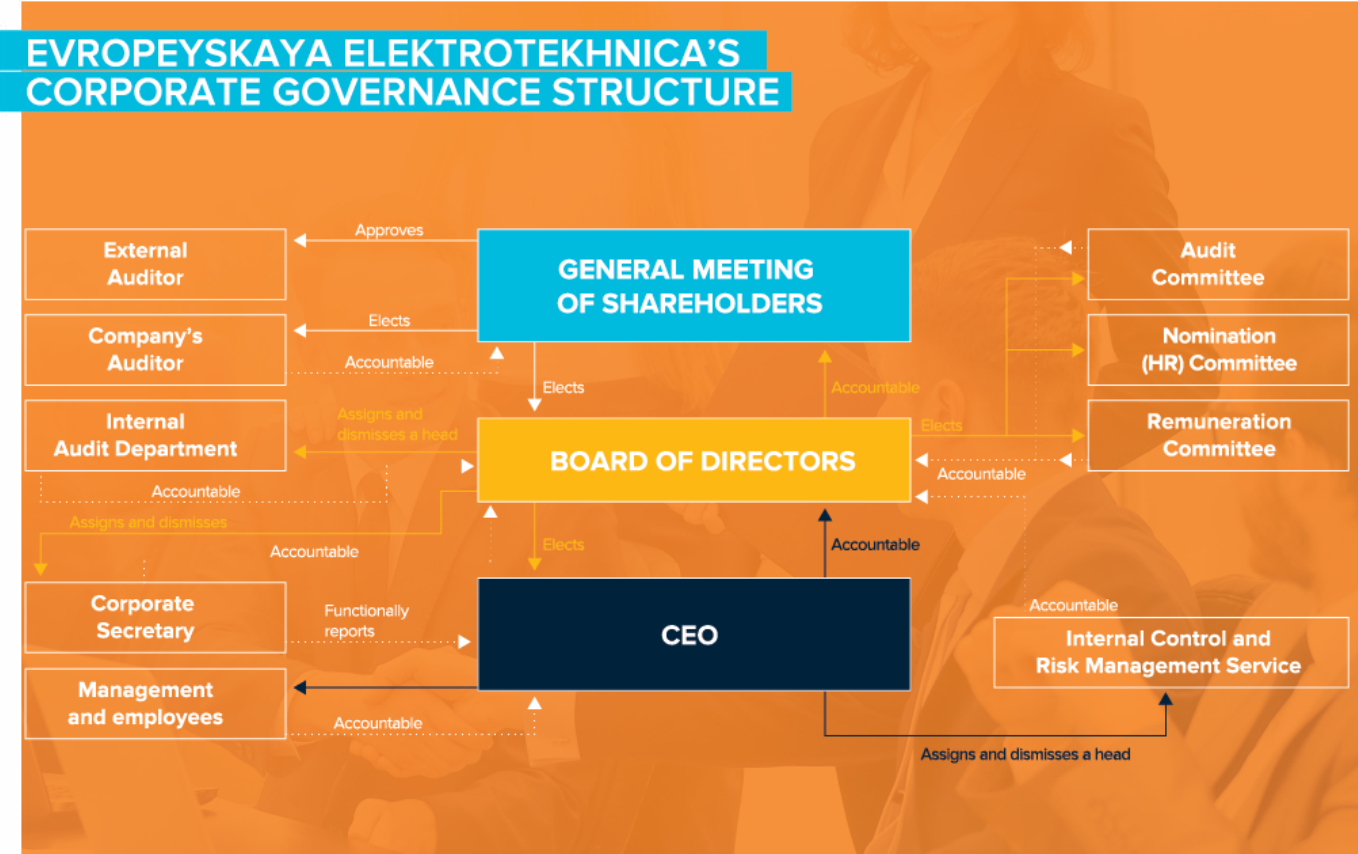 EVROPEYSKAYA ELEKTROTEKHNICA’S
CORPORATE GOVERNANCE STRUCTURE
External
Auditor
Approves
GENERAL MEETING
OF SHAREHOLDERS
Audit
Committee
Company’s
Auditor
Elects
Accountable
Nomination
(HR) Committee
Elects
Accountable
Internal
Audit Department
Assigns and
dismisses a head
Accountable
BOARD OF DIRECTORS
Elects
Remuneration
Committee
Accountable
Assigns and dismisses
Accountable
Elects
Accountable
Corporate
Secretary
Functionally
reports
CEO
Accountable
Internal Control and
Risk Management Service
Management
and employees
Accountable
Assigns and dismisses a head